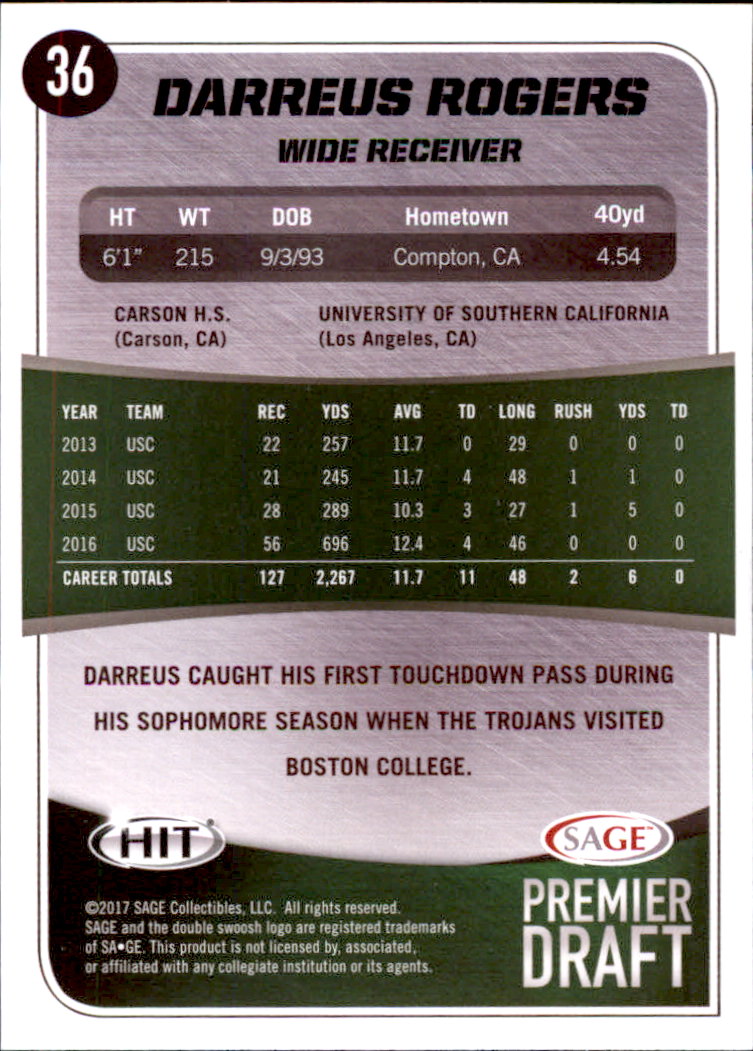 36
DARREUS ROGERS
WIDE RECEIVER
HT WT DOB Hometown 40yd
6'1" 215 9/3/93 Compton, CA 4.54
CARSON H.S. UNIVERSITY OF SOUTHERN CALIFORNIA
(Carson, CA) (Los Angeles, CA)
YEAR TEAM REC YDS AVG TD LONG RUSH YDS TD
2013 USC 22 257 11.7 0 29 0 0 0
2014 USC 21 245 11.7 4 48 1 1 0
2015 USC 28 289 10.3 3 27 1 5 0
2016 USC 56 696 12.4 4 46 0 0 0
CAREER TOTALS 127 2,267 11.7 11 48 2 6 0
DARREUS CAUGHT HIS FIRST TOUCHDOWN PASS DURING
HIS SOPHOMORE SEASON WHEN THE TROJANS VISITED
BOSTON COLLEGE.
HIT® SAGE™
PREMIER
DRAFT
©2017 SAGE Collectibles, LLC. All rights reserved.
SAGE and the double swoosh logo are registered trademarks
of SA•GE. This product is not licensed by, associated,
or affiliated with any collegiate institution or its agents.